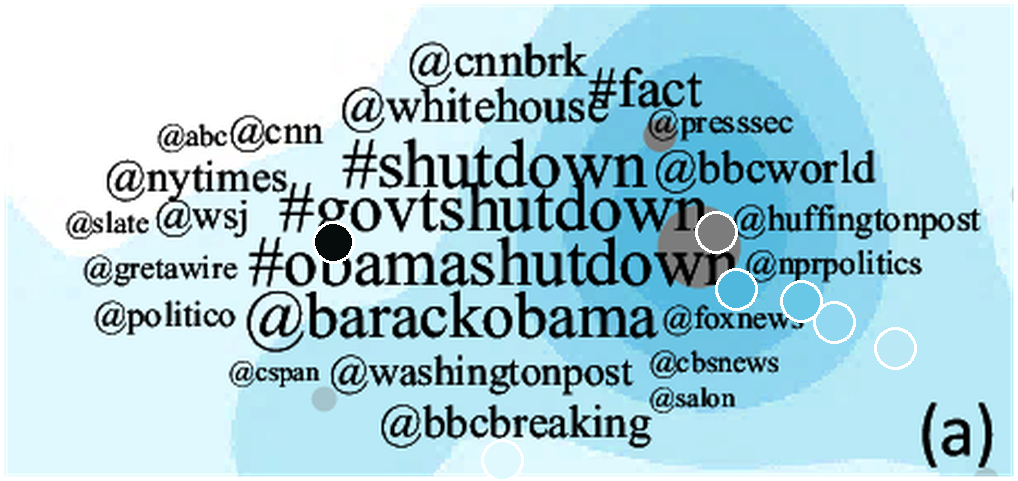 @cnnbrk
@whitehouse #fact
@abc @cnn @presssec
#shutdown @bbcworld
@nytimes
@slate @wsj #govtshutdown @huffingtonpost
@gretawire #obamashutdown @nprpolitics
@politico @barackobama @foxnews
@cspan @washingtonpost @cbsnews
@salon
@bbcbreaking
(a)